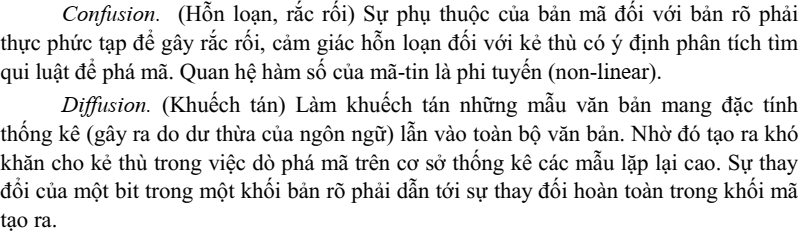 Confusion. (Hỗn loạn, rắc rối) Sự phụ thuộc của bản mã đối với bản rõ phải
thực phức tạp để gây rắc rối, cảm giác hỗn loạn đối với kẻ thù có ý định phân tích tìm
qui luật để phá mã. Quan hệ hàm số của mã-tin là phi tuyến (non-linear).
Diffusion. (Khuếch tán) Làm khuếch tán những mẫu văn bản mang đặc tính
thống kê (gây ra do dư thừa của ngôn ngữ) lẫn vào toàn bộ văn bản. Nhờ đó tạo ra khó
khăn cho kẻ thù trong việc dò phá mã trên cơ sở thống kê các mẫu lặp lại cao. Sự thay
đổi của một bit trong một khối bản rõ phải dẫn tới sự thay đối hoàn toàn trong khối mã
tạo ra.